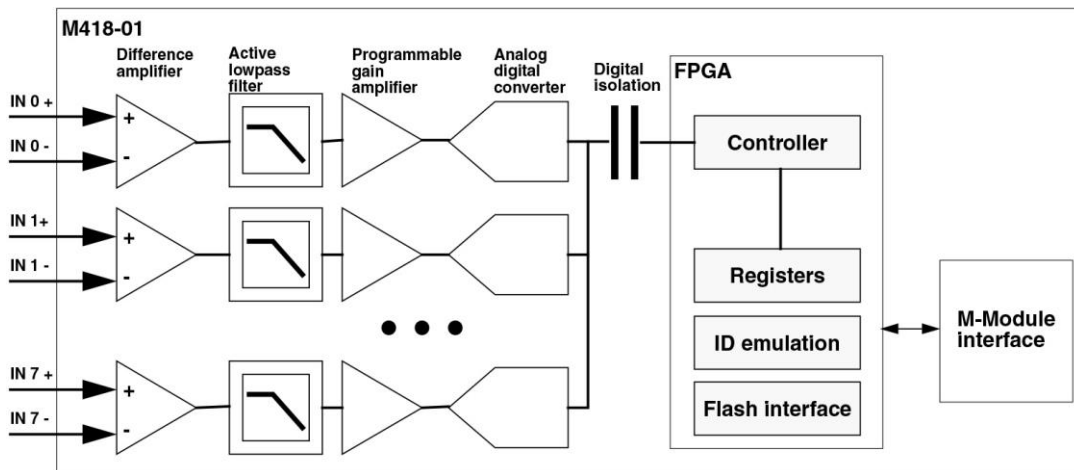 M418-01
Difference
amplifier
Active
lowpass
filter
Programmable
gain
amplifier
Analog
digital
converter
Digital
isolation
FPGA
IN 0 +
+
IN 0 -
-
Controller
IN 1+
+
IN 1 -
-
Registers
M-Module
interface
ID emulation
IN 7 +
+
IN 7 -
-
Flash interface